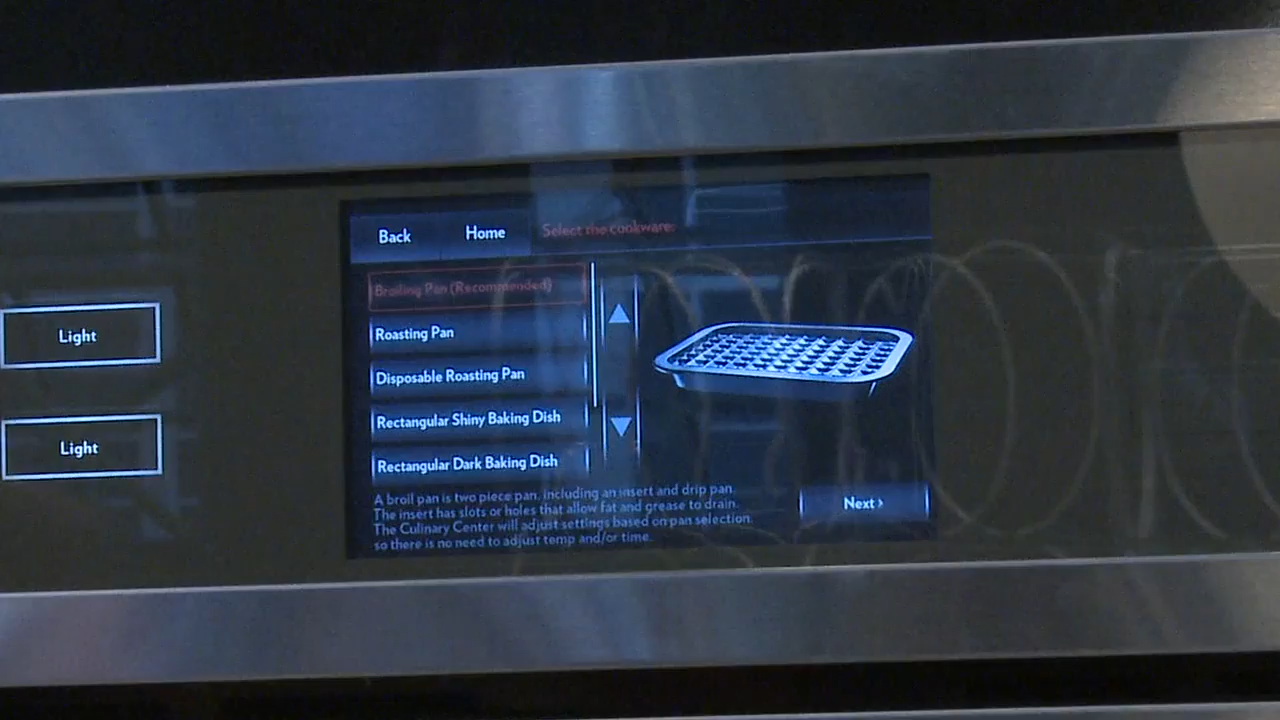 Back
Home
Select the cookware:
Broiling Pan (Recommended)
Roasting Pan
Disposable Roasting Pan
Rectangular Shiny Baking Dish
Rectangular Dark Baking Dish
A broil pan is two piece pan, including an insert and drip pan.
The insert has slots or holes that allow fat and grease to drain.
The Culinary Center will adjust settings based on pan selection
so there is no need to adjust temp and/or time.
Next ›
Light
Light